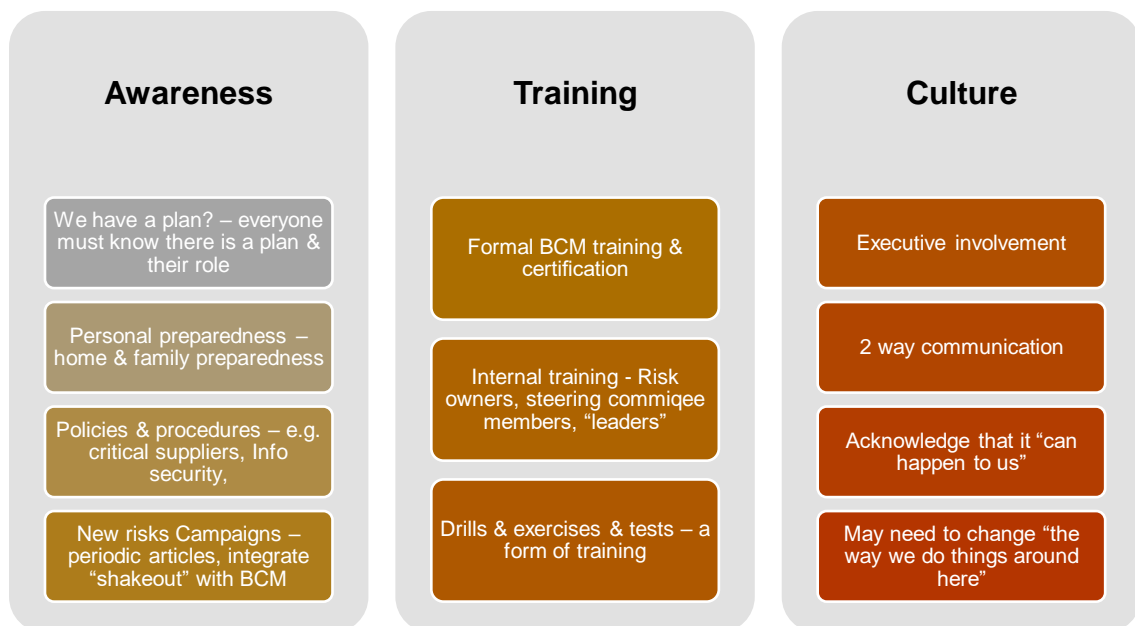 Awareness
We have a plan? – everyone
must know there is a plan &
their role
Personal preparedness –
home & family preparedness
Policies & procedures – e.g.
critical suppliers, Info
security,
New risks Campaigns –
periodic articles, integrate
“shakeout” with BCM
Training
Formal BCM training &
certification
Internal training - Risk
owners, steering commiqee
members, “leaders”
Drills & exercises & tests – a
form of training
Culture
Executive involvement
2 way communication
Acknowledge that it “can
happen to us”
May need to change “the
way we do things around
here”